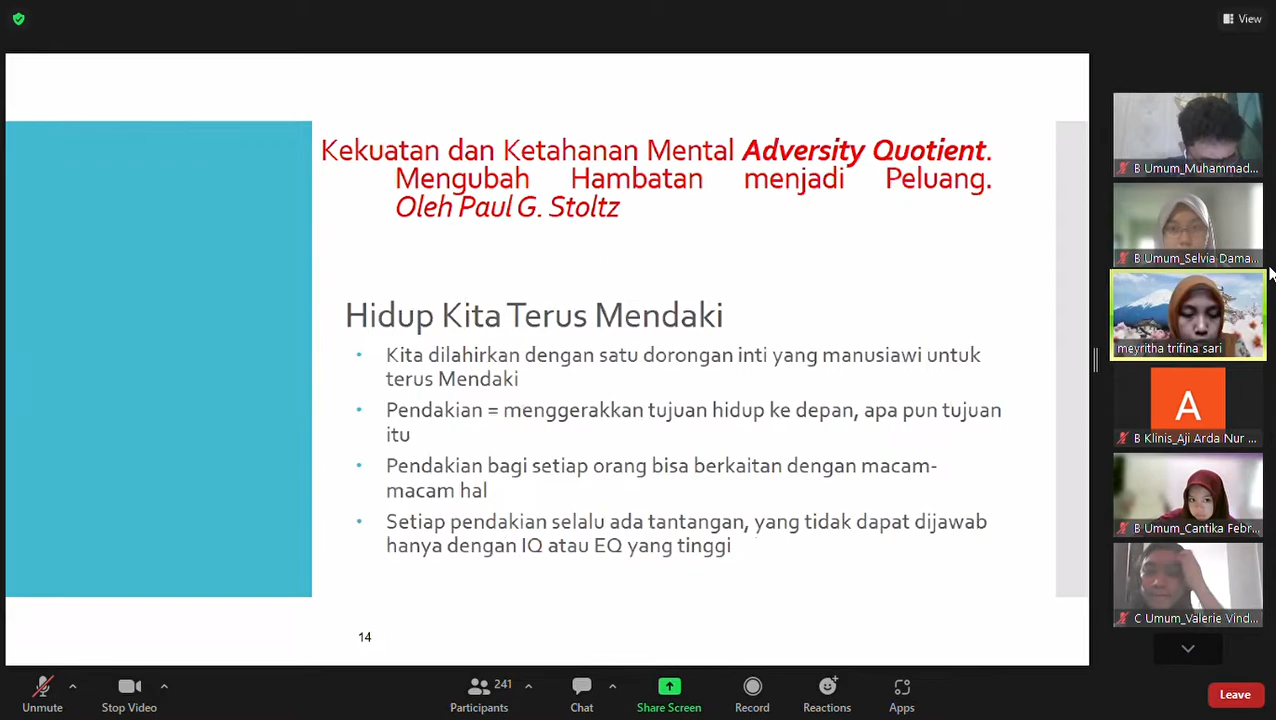 View
Kekuatan dan Ketahanan Mental Adversity Quotient.
Mengubah Hambatan menjadi Peluang.
Oleh Paul G. Stoltz
Hidup Kita Terus Mendaki
• Kita dilahirkan dengan satu dorongan inti yang manusiawi untuk
terus Mendaki
• Pendakian = menggerakkan tujuan hidup ke depan, apa pun tujuan
itu
• Pendakian bagi setiap orang bisa berkaitan dengan macam-
macam hal
• Setiap pendakian selalu ada tantangan, yang tidak dapat dijawab
hanya dengan IQ atau EQ yang tinggi
14
B Umum_Muhammad...
B Umum_Selvia Dama...
meyritha trifina sari
A
B Klinis_Aji Arda Nur ...
B Umum_Cantika Febr...
C Umum_Valerie Vind...
Unmute
Stop Video
241
Participants
Chat
Share Screen
Record
Reactions
Apps
Leave